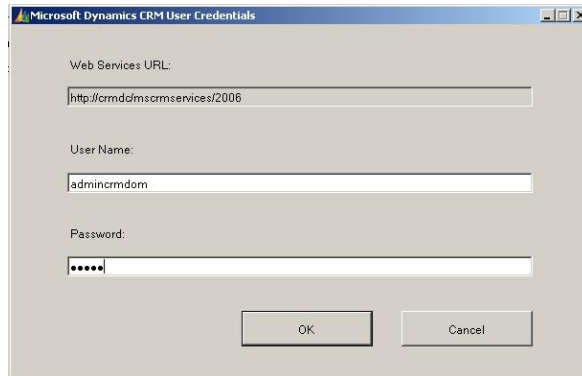 Microsoft Dynamics CRM User Credentials
Web Services URL:
http://crmdc/mscrmservices/2006
User Name:
admincrmdom
Password:
●●●●●
OK
Cancel